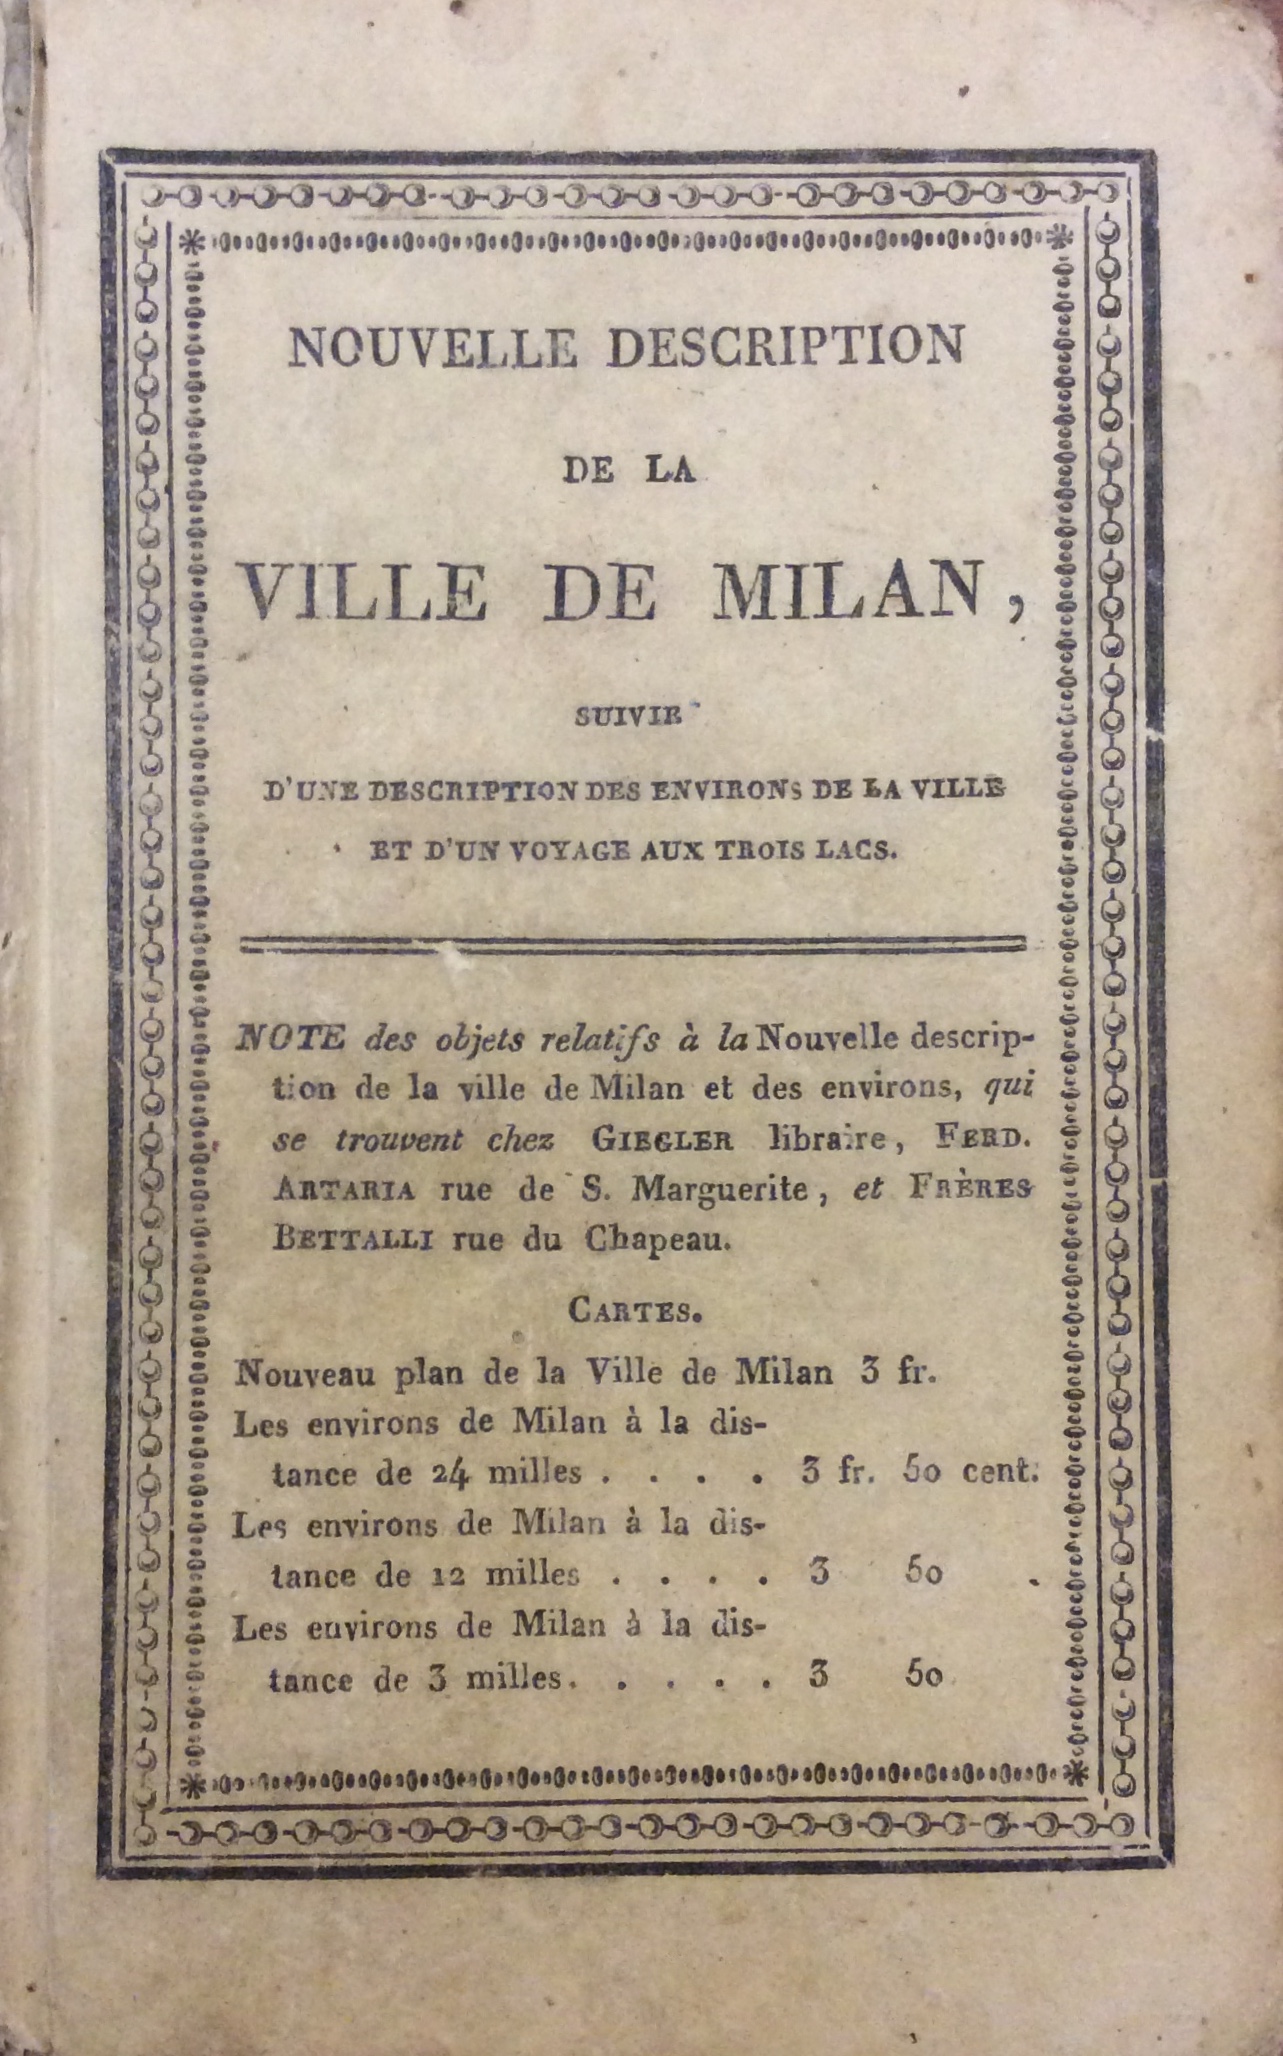 NOUVELLE DESCRIPTION
DE LA
VILLE DE MILAN,
SUIVIE
D'UNE DESCRIPTION DES ENVIRONS DE LA VILLE
ET D'UN VOYAGE AUX TROIS LACS.
NOTE des objets relatifs à la Nouvelle descrip-
tion de la ville de Milan et des environs, qui
se trouvent chez GIEGLER libraire, FERD.
ARTARIA rue de S. Marguerite, et FRÈRES
BETTALLI rue du Chapeau.
CARTES.
Nouveau plan de la Ville de Milan 3 fr.
Les environs de Milan à la dis-
tance de 24 milles . . . . 3 fr. 50 cent.
Les environs de Milan à la dis-
tance de 12 milles . . . . 3 50
Les environs de Milan à la dis-
tance de 3 milles . . . . . 3 50